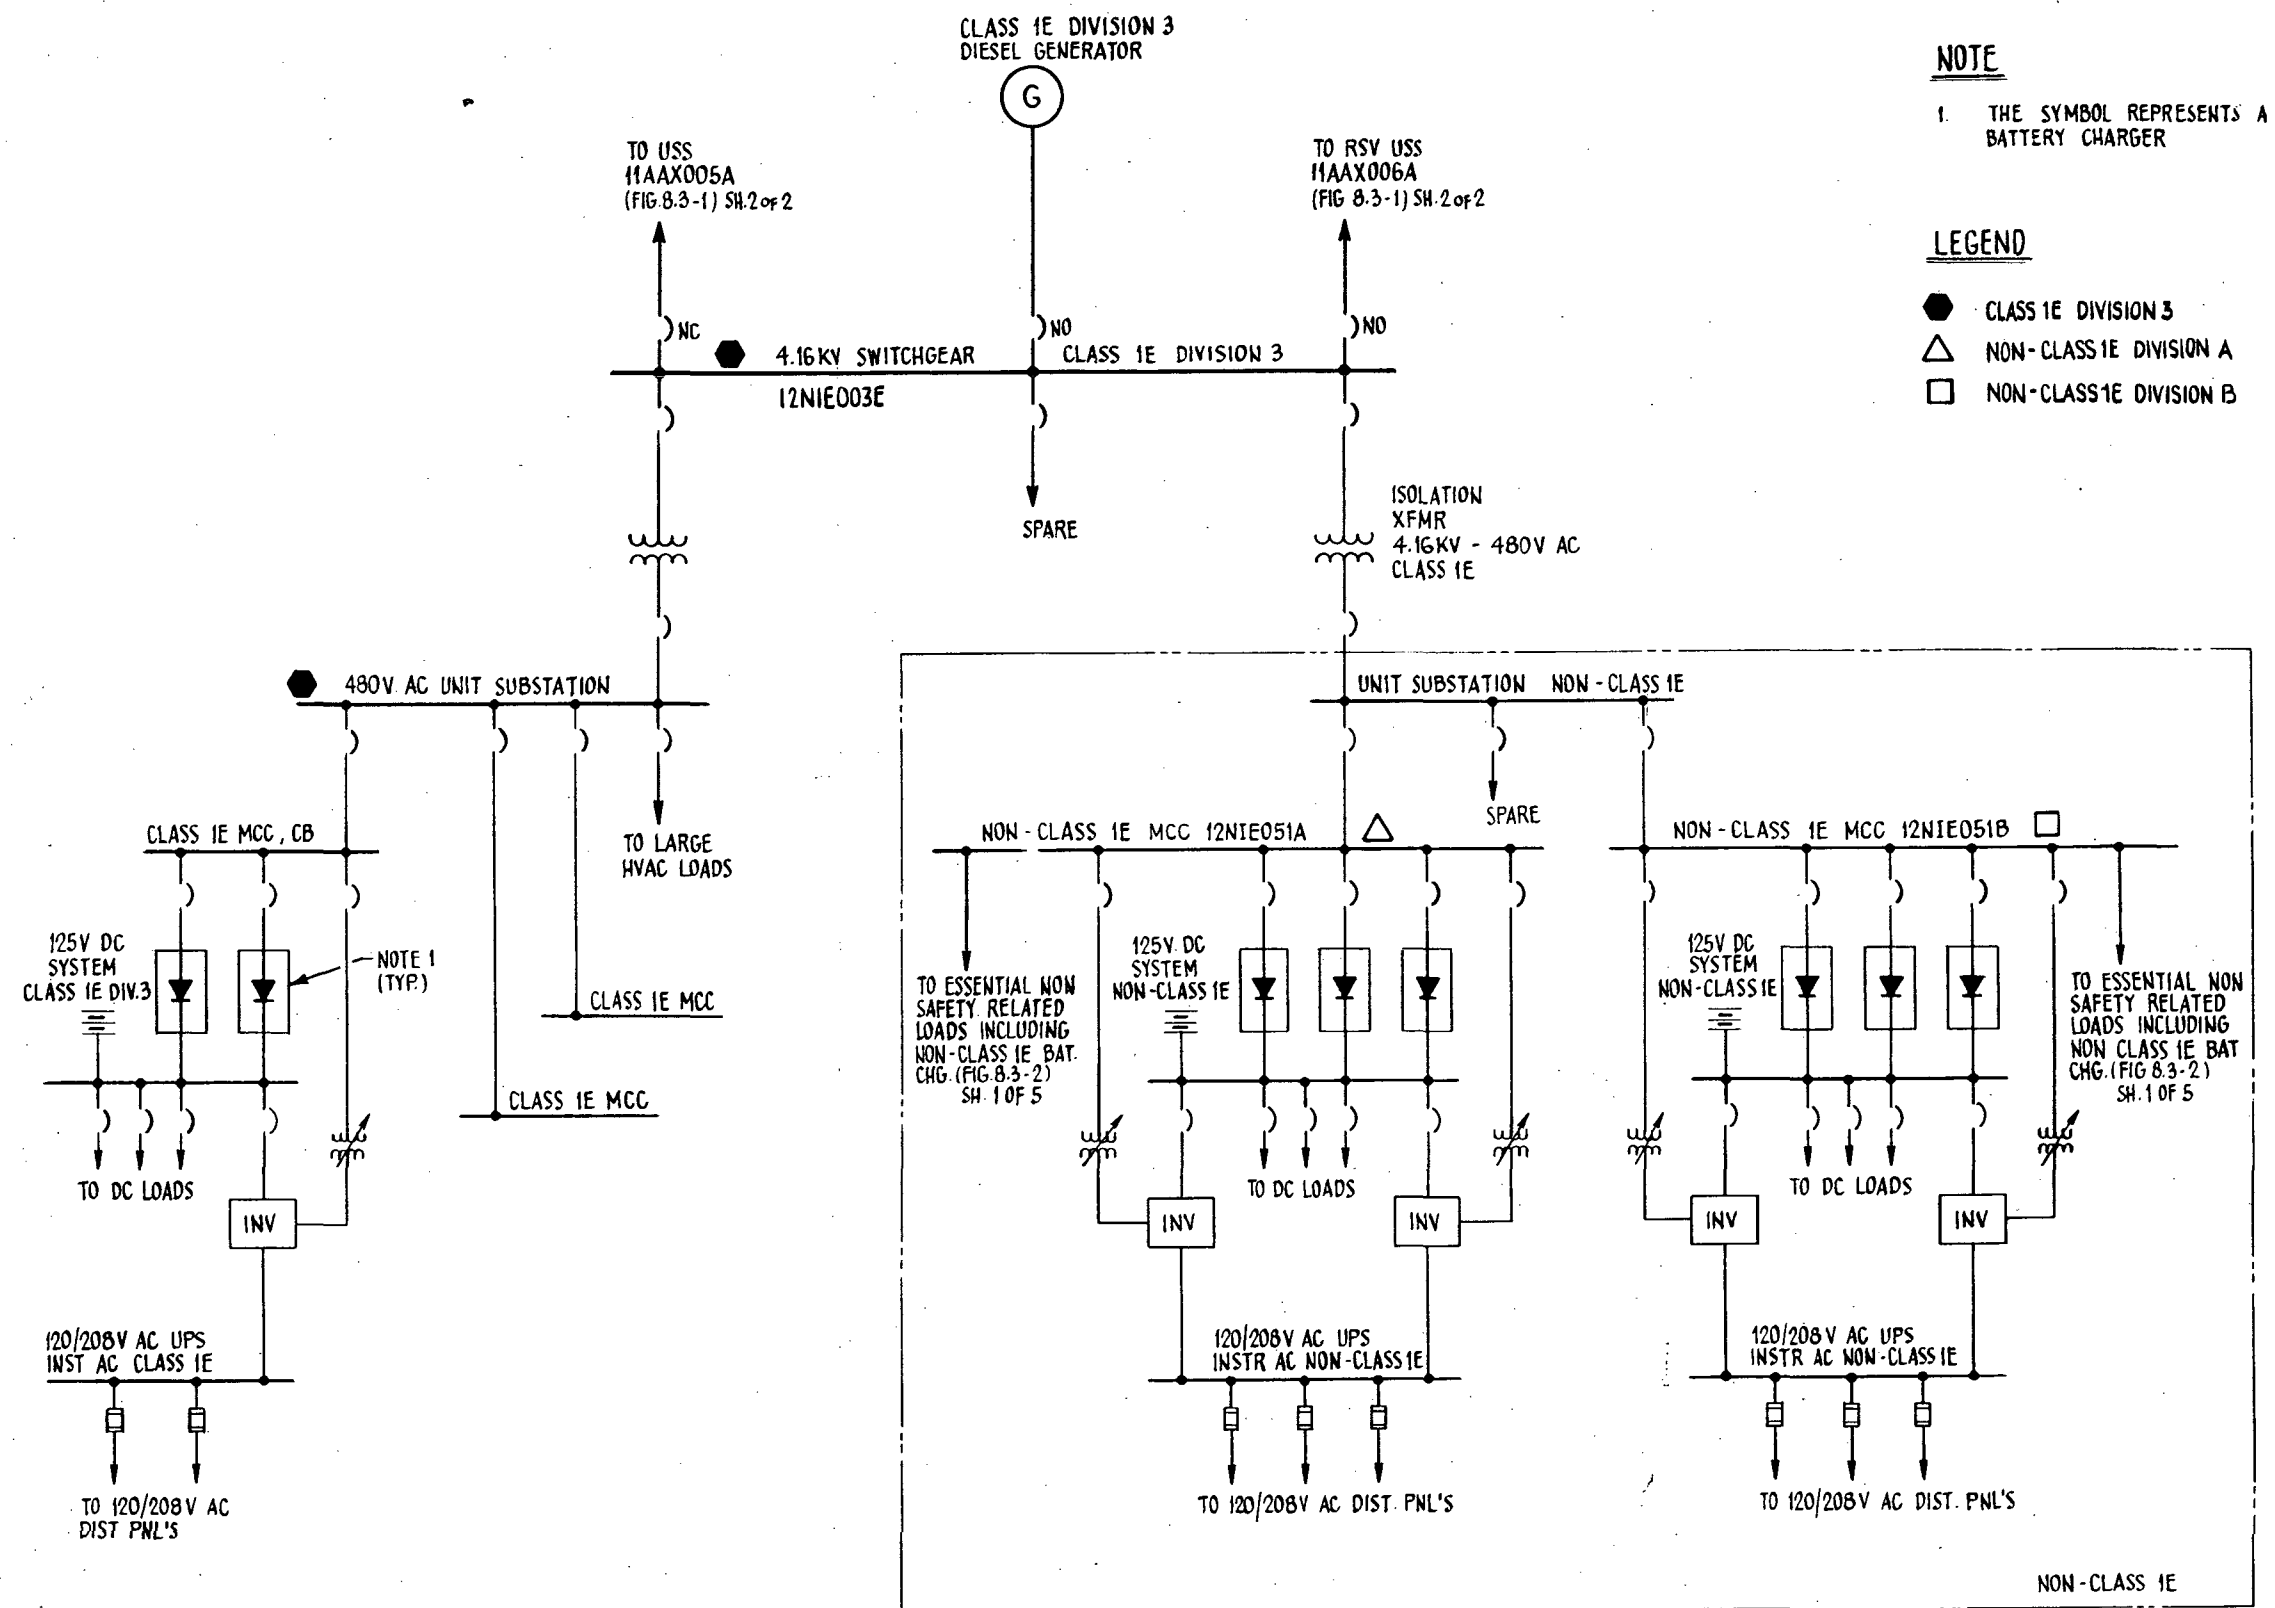 CLASS 1E DIVISION 3
DIESEL GENERATOR
G
NOTE
1. THE SYMBOL REPRESENTS A
BATTERY CHARGER
TO USS
11AAX005A
(FIG.8.3-1) SH.2 OF 2
TO RSV USS
11AAX006A
(FIG 8.3-1) SH.2 OF 2
LEGEND
CLASS 1E DIVISION 3
NON-CLASS 1E DIVISION A
NON-CLASS 1E DIVISION B
NC
NO
NO
4.16KV SWITCHGEAR
CLASS 1E DIVISION 3
12NIE003E
SPARE
ISOLATION
XFMR
4.16KV - 480V AC
CLASS 1E
480V AC UNIT SUBSTATION
UNIT SUBSTATION NON-CLASS 1E
CLASS 1E MCC, CB
TO LARGE
HVAC LOADS
SPARE
NON-CLASS 1E MCC 12NIE051A
NON-CLASS 1E MCC 12NIE051B
125V DC
SYSTEM
CLASS 1E DIV.3
NOTE 1
(TYP.)
CLASS 1E MCC
CLASS 1E MCC
TO ESSENTIAL NON
SAFETY RELATED
LOADS INCLUDING
NON-CLASS 1E BAT.
CHG.(FIG.8.3-2)
SH. 1 OF 5
125V DC
SYSTEM
NON-CLASS 1E
125V DC
SYSTEM
NON-CLASS 1E
TO ESSENTIAL NON
SAFETY RELATED
LOADS INCLUDING
NON CLASS 1E BAT
CHG.(FIG 8.3-2)
SH.1 OF 5
TO DC LOADS
TO DC LOADS
TO DC LOADS
INV
INV
INV
INV
INV
120/208V AC UPS
INST AC CLASS 1E
120/208V AC UPS
INSTR AC NON-CLASS 1E
120/208V AC UPS
INSTR AC NON-CLASS 1E
TO 120/208V AC
DIST PNL'S
TO 120/208V AC DIST. PNL'S
TO 120/208V AC DIST. PNL'S
NON-CLASS 1E